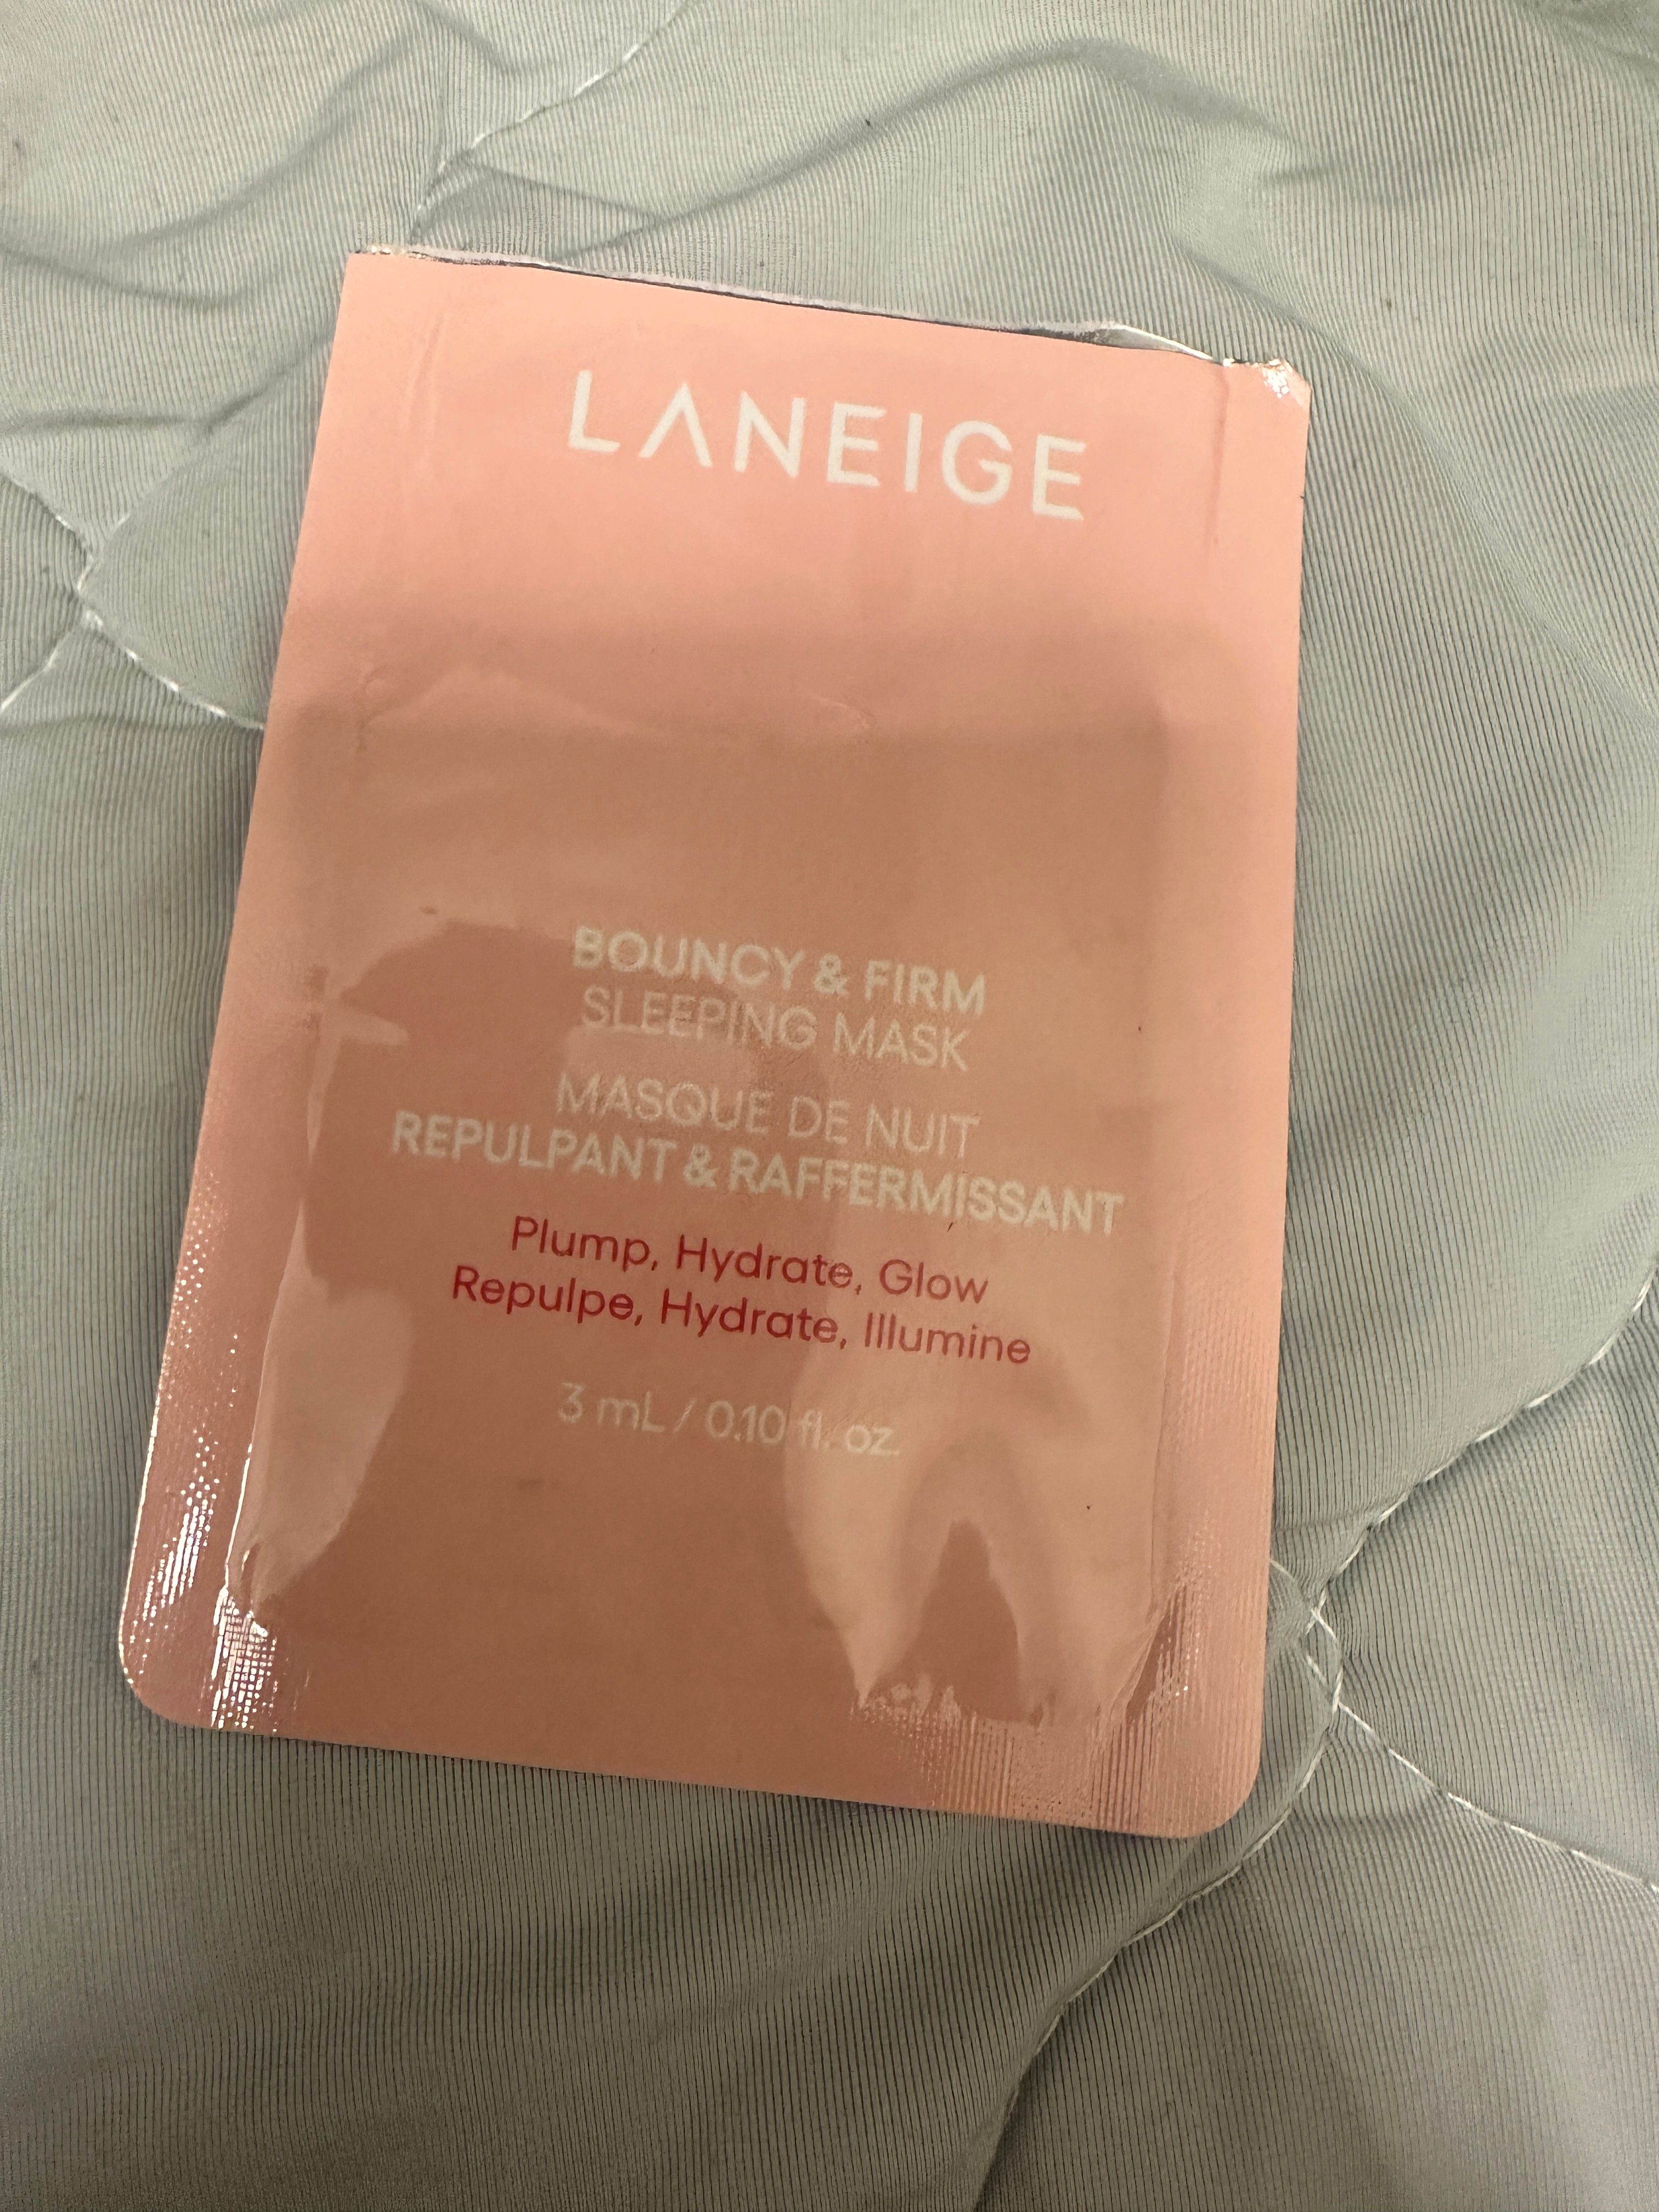 LANEIGE
BOUNCY & FIRM
SLEEPING MASK
MASQUE DE NUIT
REPULPANT & RAFFERMISSANT
Plump, Hydrate, Glow
Repulpe, Hydrate, Illumine
3 mL / 0.10 fl. oz.